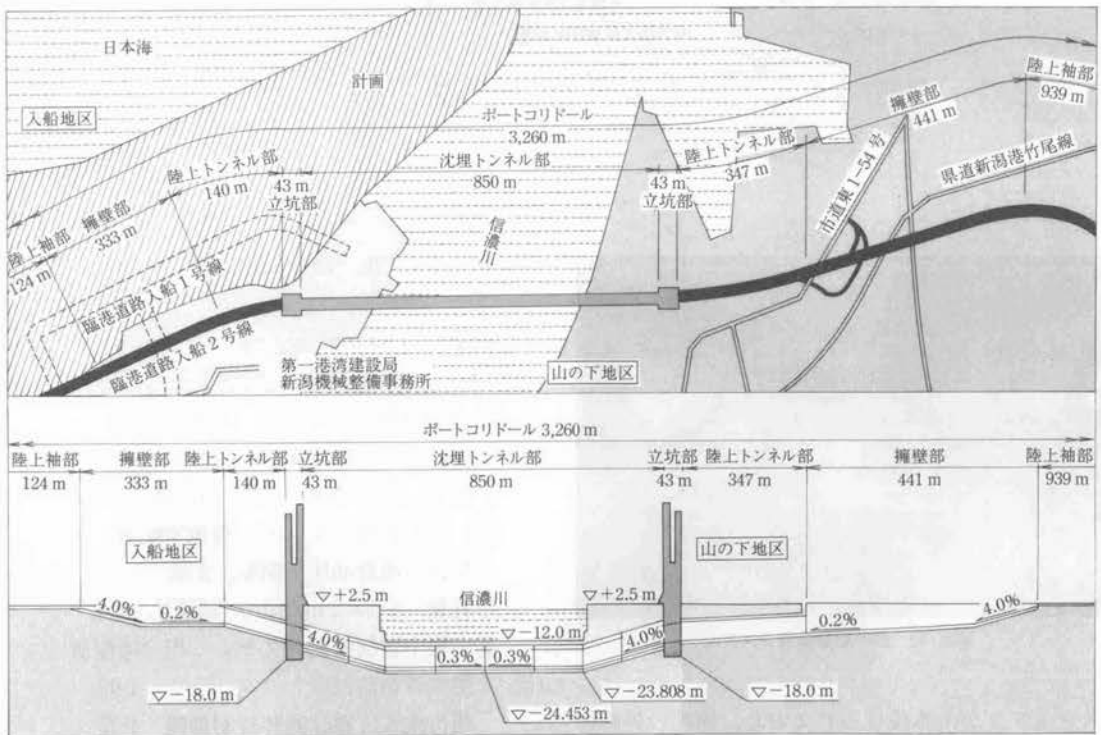 日本海
計画
入船地区
ポートコリドール
3,260 m
陸上袖部
939 m
擁壁部
441 m
陸上トンネル部
347 m
43 m
立坑部
沈埋トンネル部
850 m
43 m
立坑部
陸上トンネル部
140 m
擁壁部
333 m
陸上袖部
124 m
信濃川
市道東1-54号
県道新潟港竹尾線
臨港道路入船1号線
臨港道路入船2号線
第一港湾建設局
新潟機械整備事務所
山の下地区
ポートコリドール 3,260 m
陸上袖部 擁壁部 陸上トンネル部 立坑部 沈埋トンネル部 立坑部 陸上トンネル部 擁壁部 陸上袖部
124 m 333 m 140 m 43 m 850 m 43 m 347 m 441 m 939 m
入船地区 山の下地区
▽+2.5 m 信濃川 ▽+2.5 m
4.0% 0.2% 4.0% ▽-12.0 m 4.0% 0.2% 4.0%
0.3% 0.3%
▽-18.0 m ▽-24.453 m ▽-23.808 m ▽-18.0 m